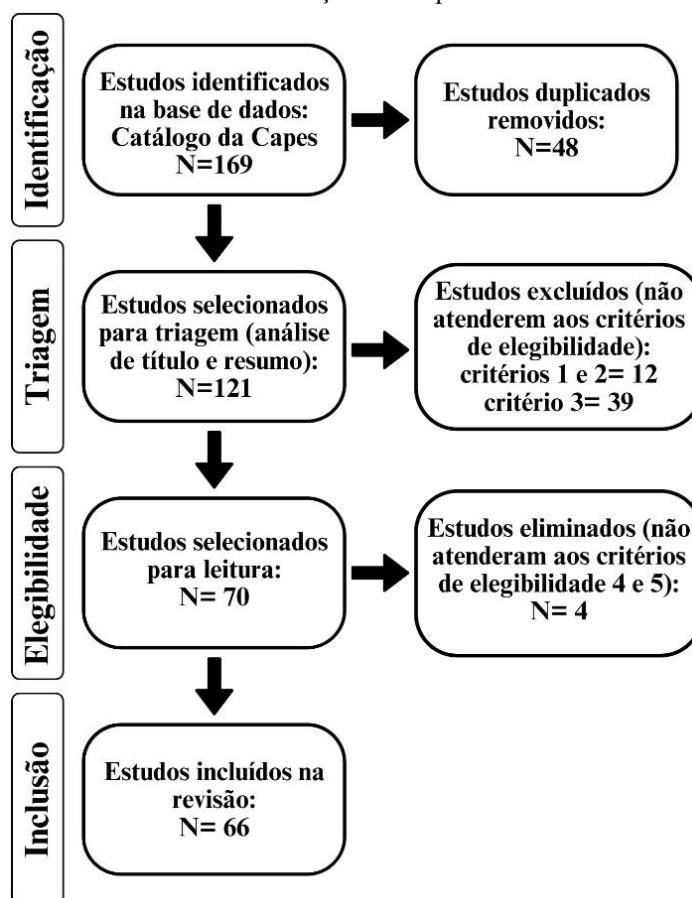 Identificação
Estudos identificados
na base de dados:
Catálogo da Capes
N=169
Estudos duplicados
removidos:
N=48
Triagem
Estudos selecionados
para triagem (análise
de título e resumo):
N=121
Estudos excluídos (não
atenderem aos critérios
de elegibilidade):
critérios 1 e 2= 12
critério 3= 39
Elegibilidade
Estudos selecionados
para leitura:
N= 70
Estudos eliminados (não
atenderam aos critérios
de elegibilidade 4 e 5):
N= 4
Inclusão
Estudos incluídos na
revisão:
N= 66